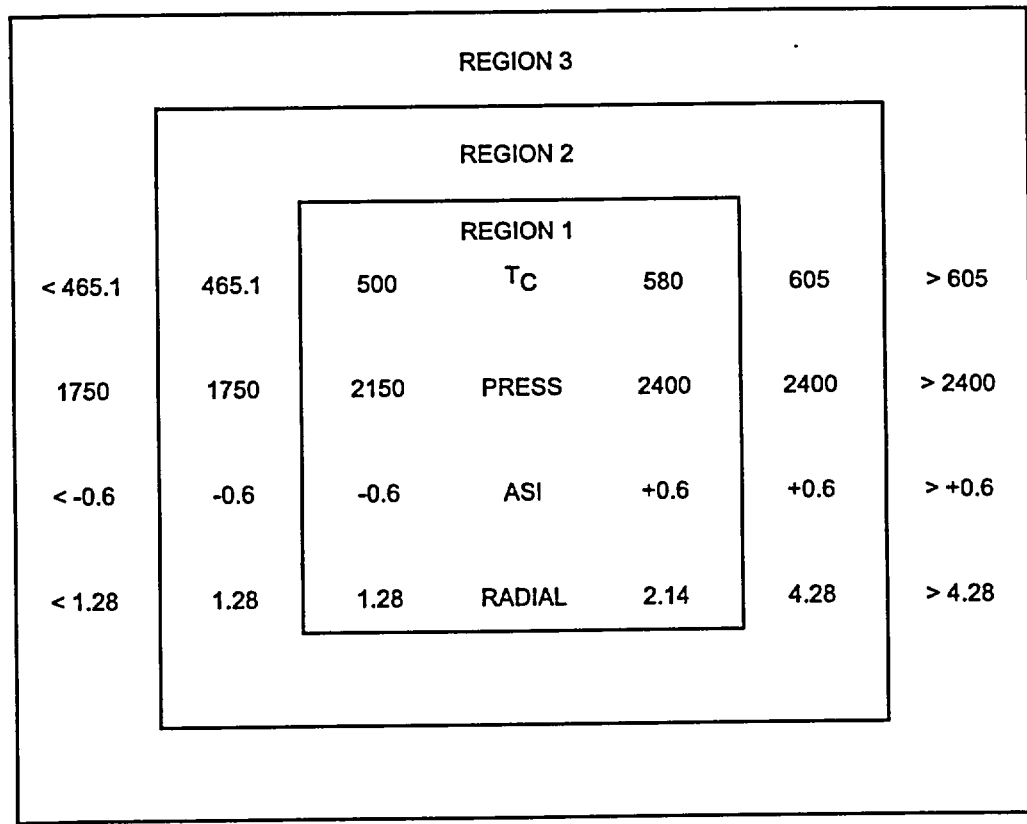 REGION 3
REGION 2
REGION 1
< 465.1 465.1 500 TC 580 605 > 605
1750 1750 2150 PRESS 2400 2400 > 2400
< -0.6 -0.6 -0.6 ASI +0.6 +0.6 > +0.6
< 1.28 1.28 1.28 RADIAL 2.14 4.28 > 4.28